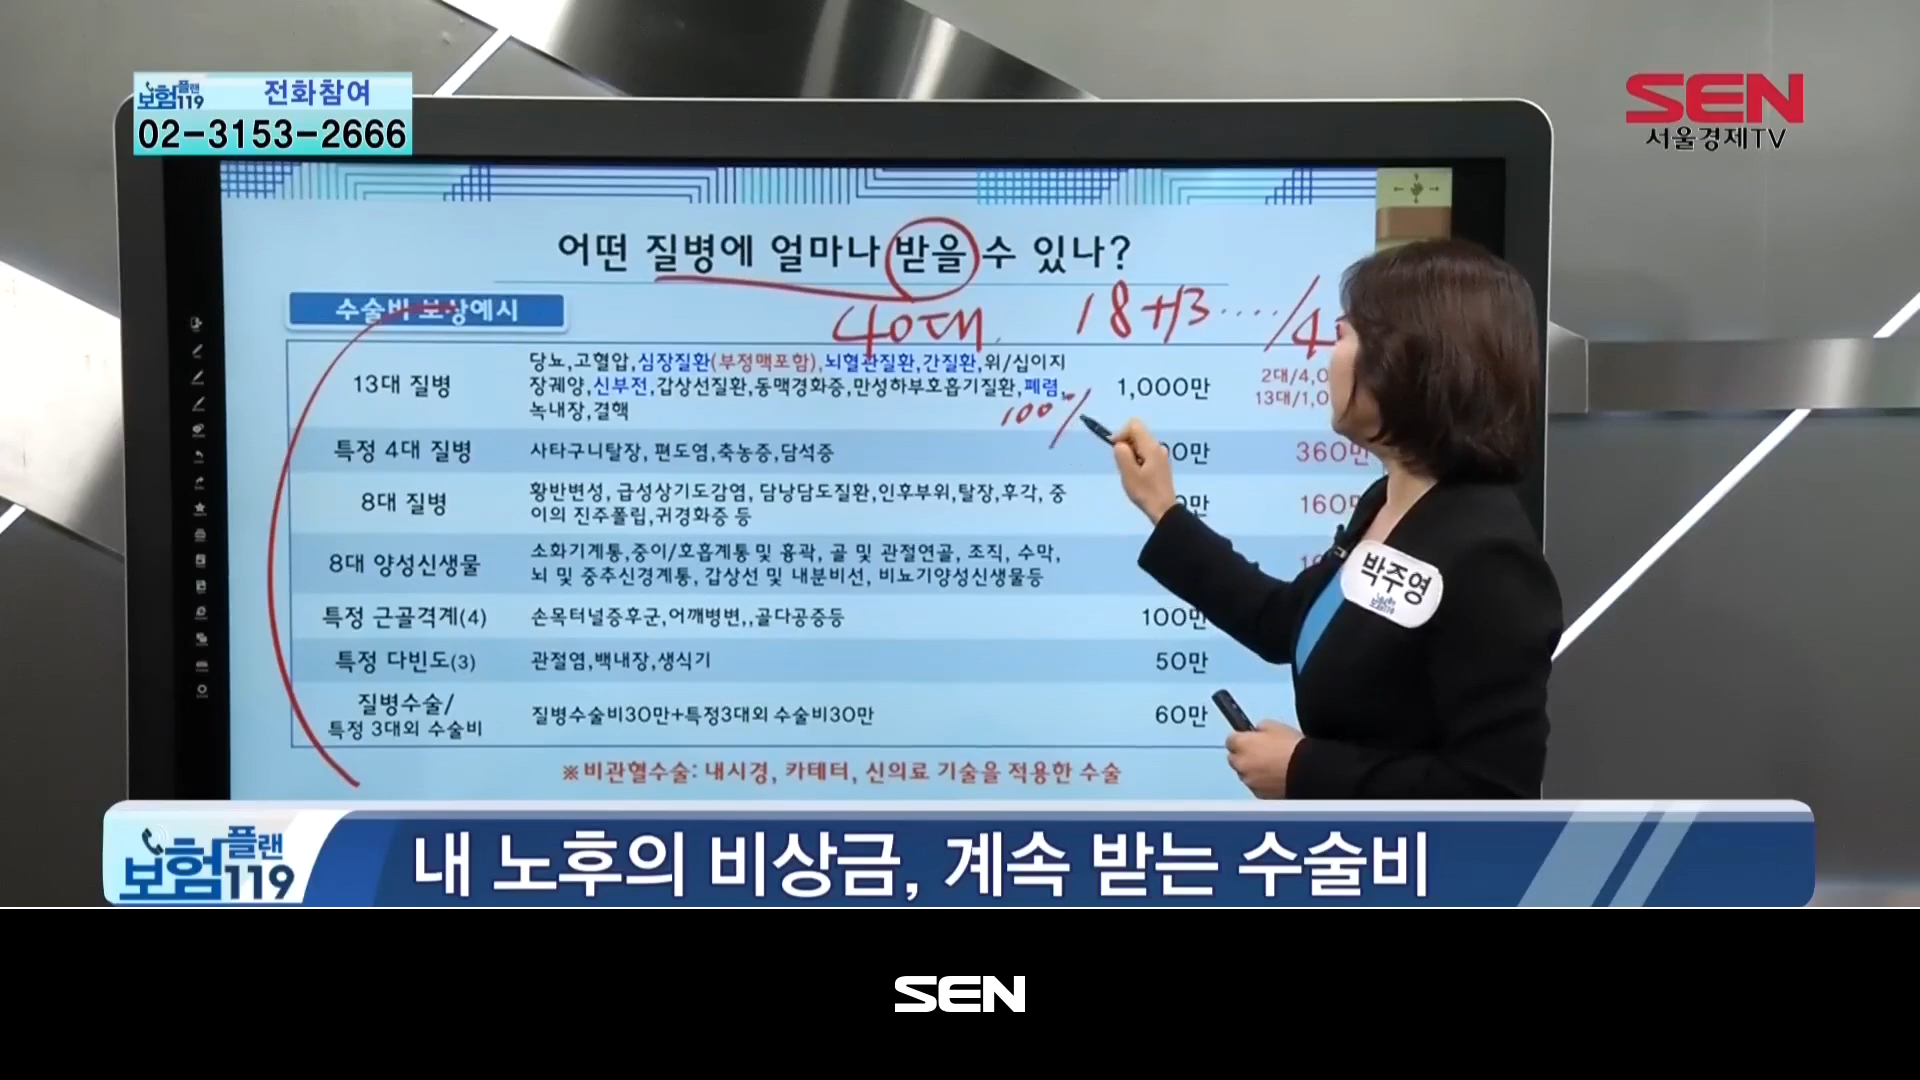 보험플랜119 전화참여
02-3153-2666
SEN
서울경제TV
어떤 질병에 얼마나 받을 수 있나?
수술비 보상예시
40대
18+13..../
13대 질병
당뇨,고혈압,심장질환(부정맥포함),뇌혈관질환,간질환,위/십이지
장궤양,신부전,갑상선질환,동맥경화증,만성하부호흡기질환,폐렴,
녹내장,결핵
1,000만
100%
특정 4대 질병
사타구니탈장, 편도염,축농증,담석증
360만
8대 질병
황반변성, 급성상기도감염, 담낭담도질환,인후부위,탈장,후각, 중
이의 진주폴립,귀경화증 등
160만
8대 양성신생물
소화기계통,중이/호흡계통 및 흉곽, 골 및 관절연골, 조직, 수막,
뇌 및 중추신경계통, 갑상선 및 내분비선, 비뇨기양성신생물등
특정 근골격계(4)
손목터널증후군,어깨병변,,골다공증등
100만
특정 다빈도(3)
관절염,백내장,생식기
50만
질병수술/
특정 3대외 수술비
질병수술비30만+특정3대외 수술비30만
60만
※비관혈수술: 내시경, 카테터, 신의료 기술을 적용한 수술
박주영
보험플랜119
내 노후의 비상금, 계속 받는 수술비
SEN